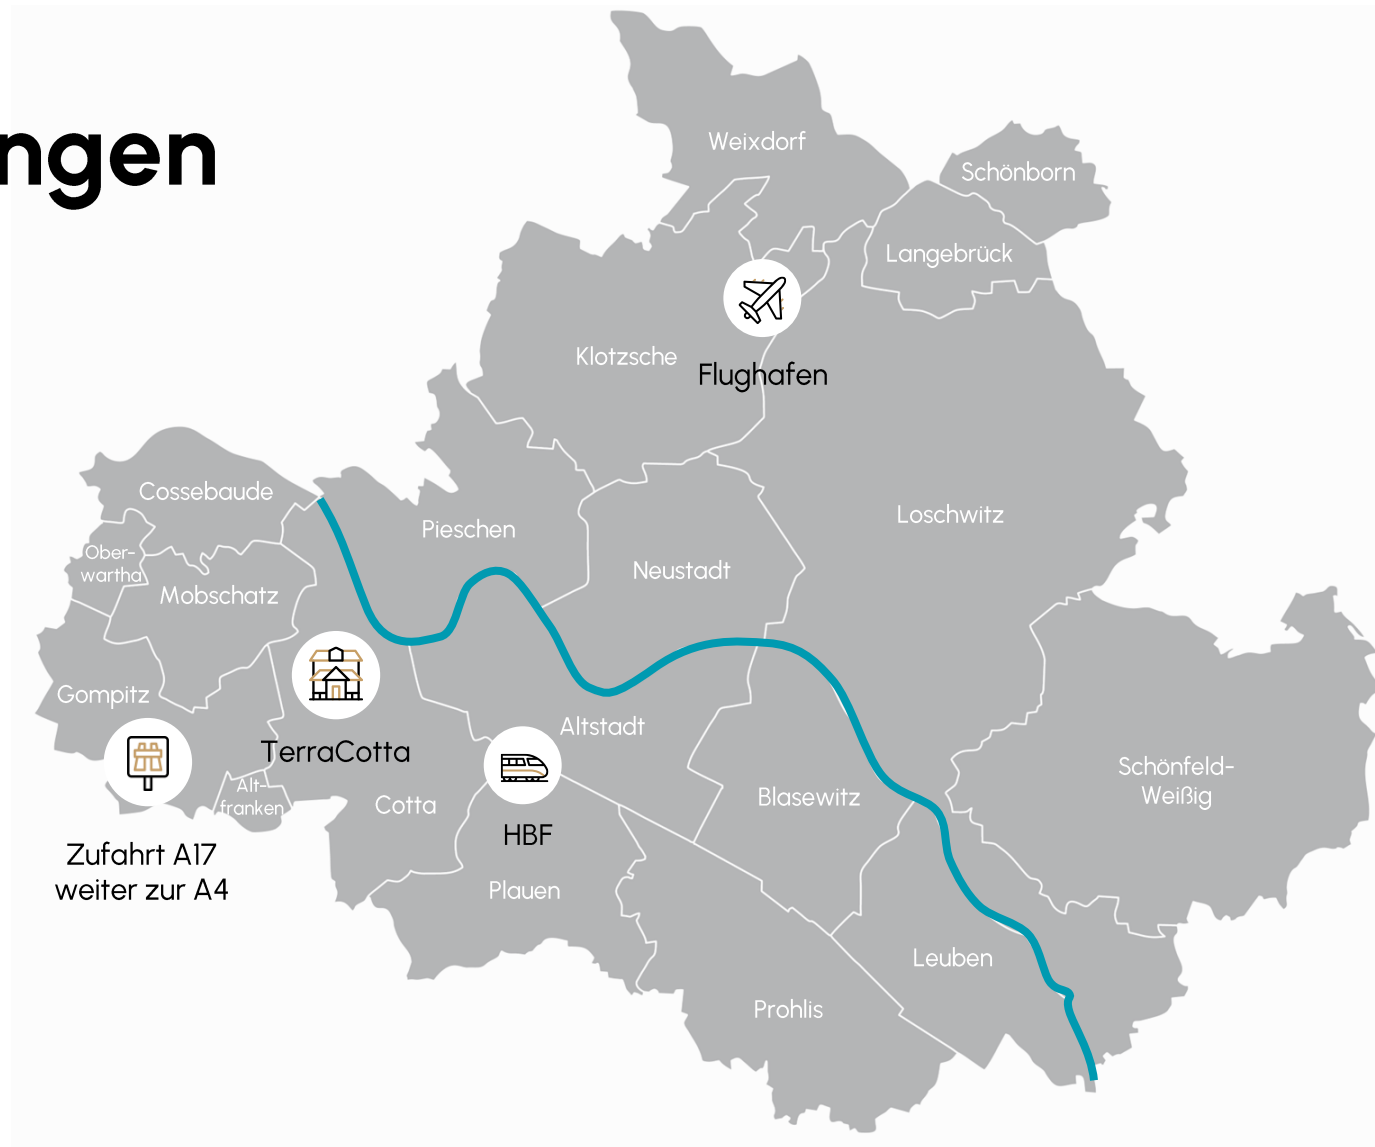 ngen
Weixdorf
Schönborn
Langebrück
Klotzsche
Flughafen
Cossebaude
Pieschen
Loschwitz
Ober-
wartha
Mobschatz
Neustadt
Gompitz
Altstadt
TerraCotta
Alt-
franken
Cotta
HBF
Blasewitz
Schönfeld-
Weißig
Zufahrt A17
weiter zur A4
Plauen
Leuben
Prohlis